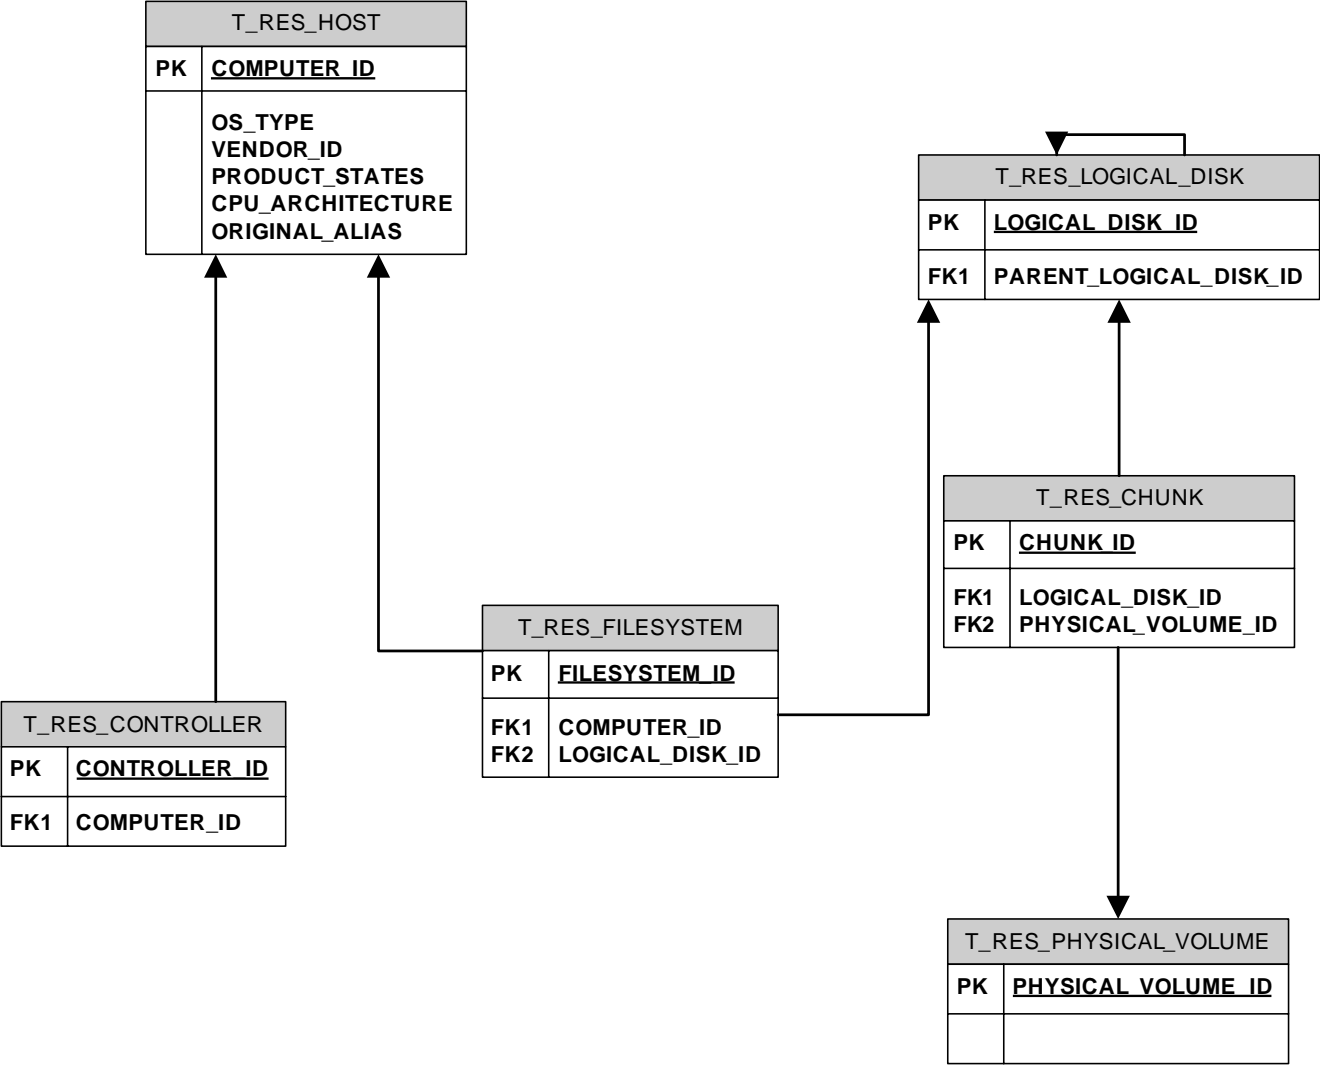 T_RES_HOST
PK COMPUTER_ID
OS_TYPE
VENDOR_ID
PRODUCT_STATES
CPU_ARCHITECTURE
ORIGINAL_ALIAS
T_RES_LOGICAL_DISK
PK LOGICAL_DISK_ID
FK1 PARENT_LOGICAL_DISK_ID
T_RES_CHUNK
PK CHUNK_ID
FK1 LOGICAL_DISK_ID
FK2 PHYSICAL_VOLUME_ID
T_RES_FILESYSTEM
PK FILESYSTEM_ID
FK1 COMPUTER_ID
FK2 LOGICAL_DISK_ID
T_RES_CONTROLLER
PK CONTROLLER_ID
FK1 COMPUTER_ID
T_RES_PHYSICAL_VOLUME
PK PHYSICAL_VOLUME_ID